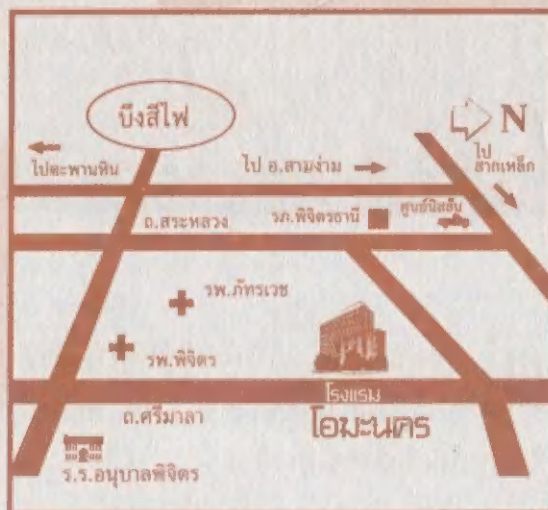 บึงสีไฟ
N
ไปตะพานหิน
ไป อ.สามง่าม
ไป
สากเหล็ก
ถ.สระหลวง
รภ.พิจิตรธานี
ศูนย์นิสสัน
รพ.ภัทรเวช
รพ.พิจิตร
โรงแรม
โอฆะนคร
ถ.ศรีมาลา
ร.ร.อนุบาลพิจิตร